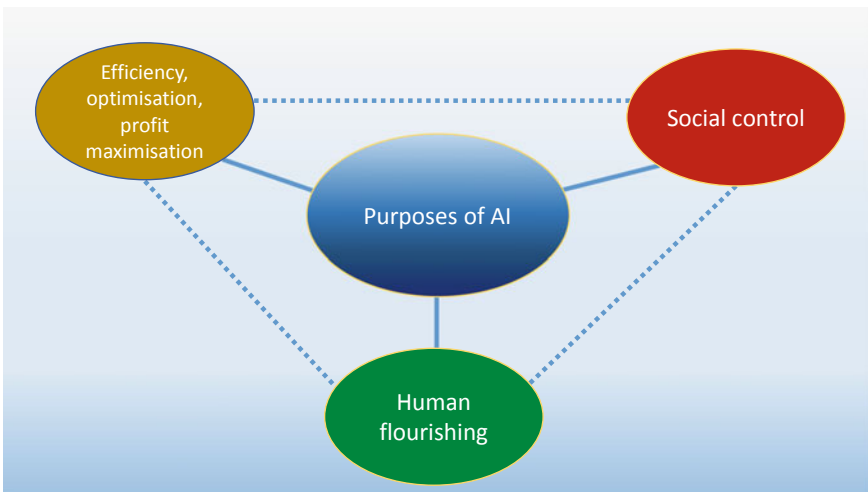 Efficiency,
optimisation,
profit
maximisation
Social control
Purposes of AI
Human
flourishing